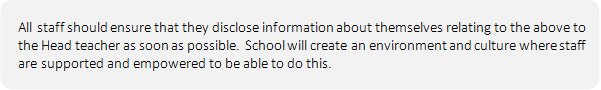 All staff should ensure that they disclose information about themselves relating to the above to
the Head teacher as soon as possible. School will create an environment and culture where staff
are supported and empowered to be able to do this.